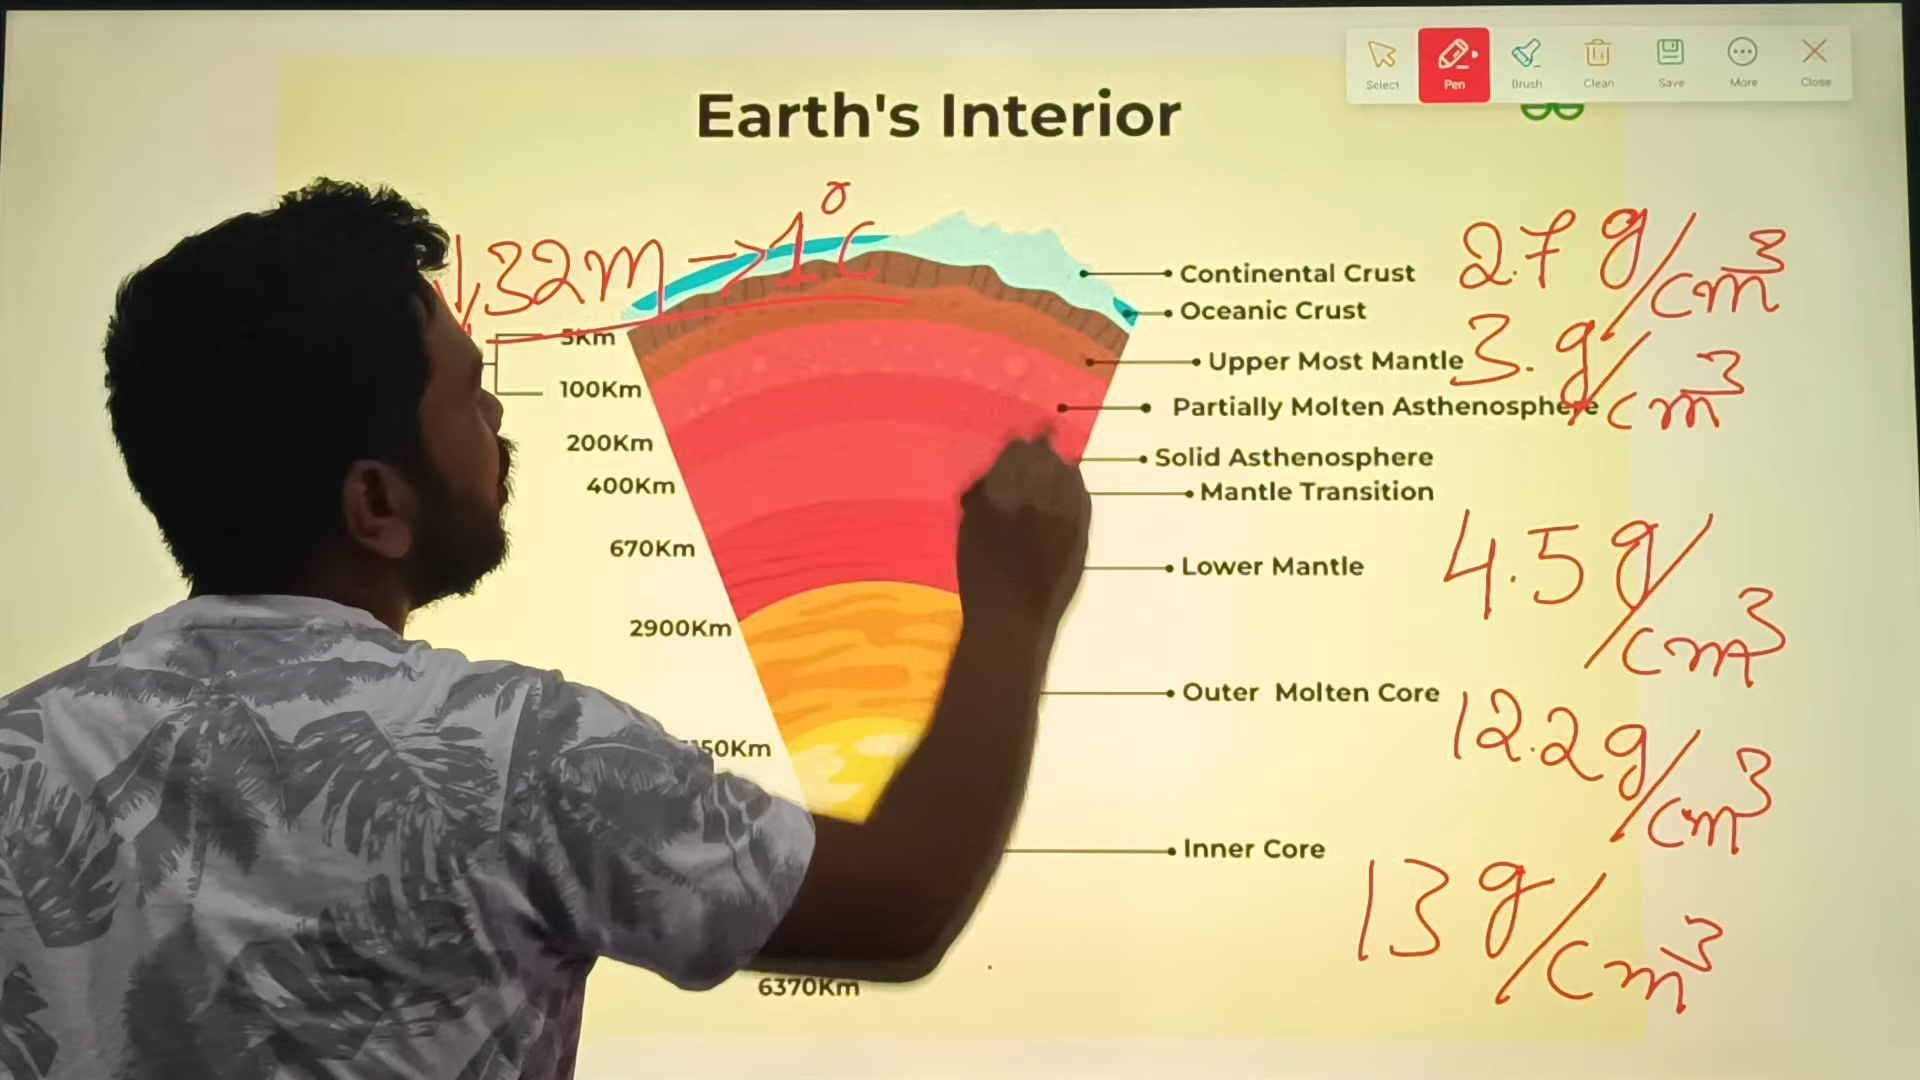 Select Pen Brush Clean Save More Close
Earth's Interior
↓32m → 1°C
Continental Crust 2.7 g/cm³
Oceanic Crust
5Km
Upper Most Mantle 3. g/cm³
100Km
Partially Molten Asthenosphere
200Km
Solid Asthenosphere
400Km
Mantle Transition
670Km
Lower Mantle 4.5 g/cm³
2900Km
Outer Molten Core 12.2 g/cm³
50Km
Inner Core 13 g/cm³
6370Km